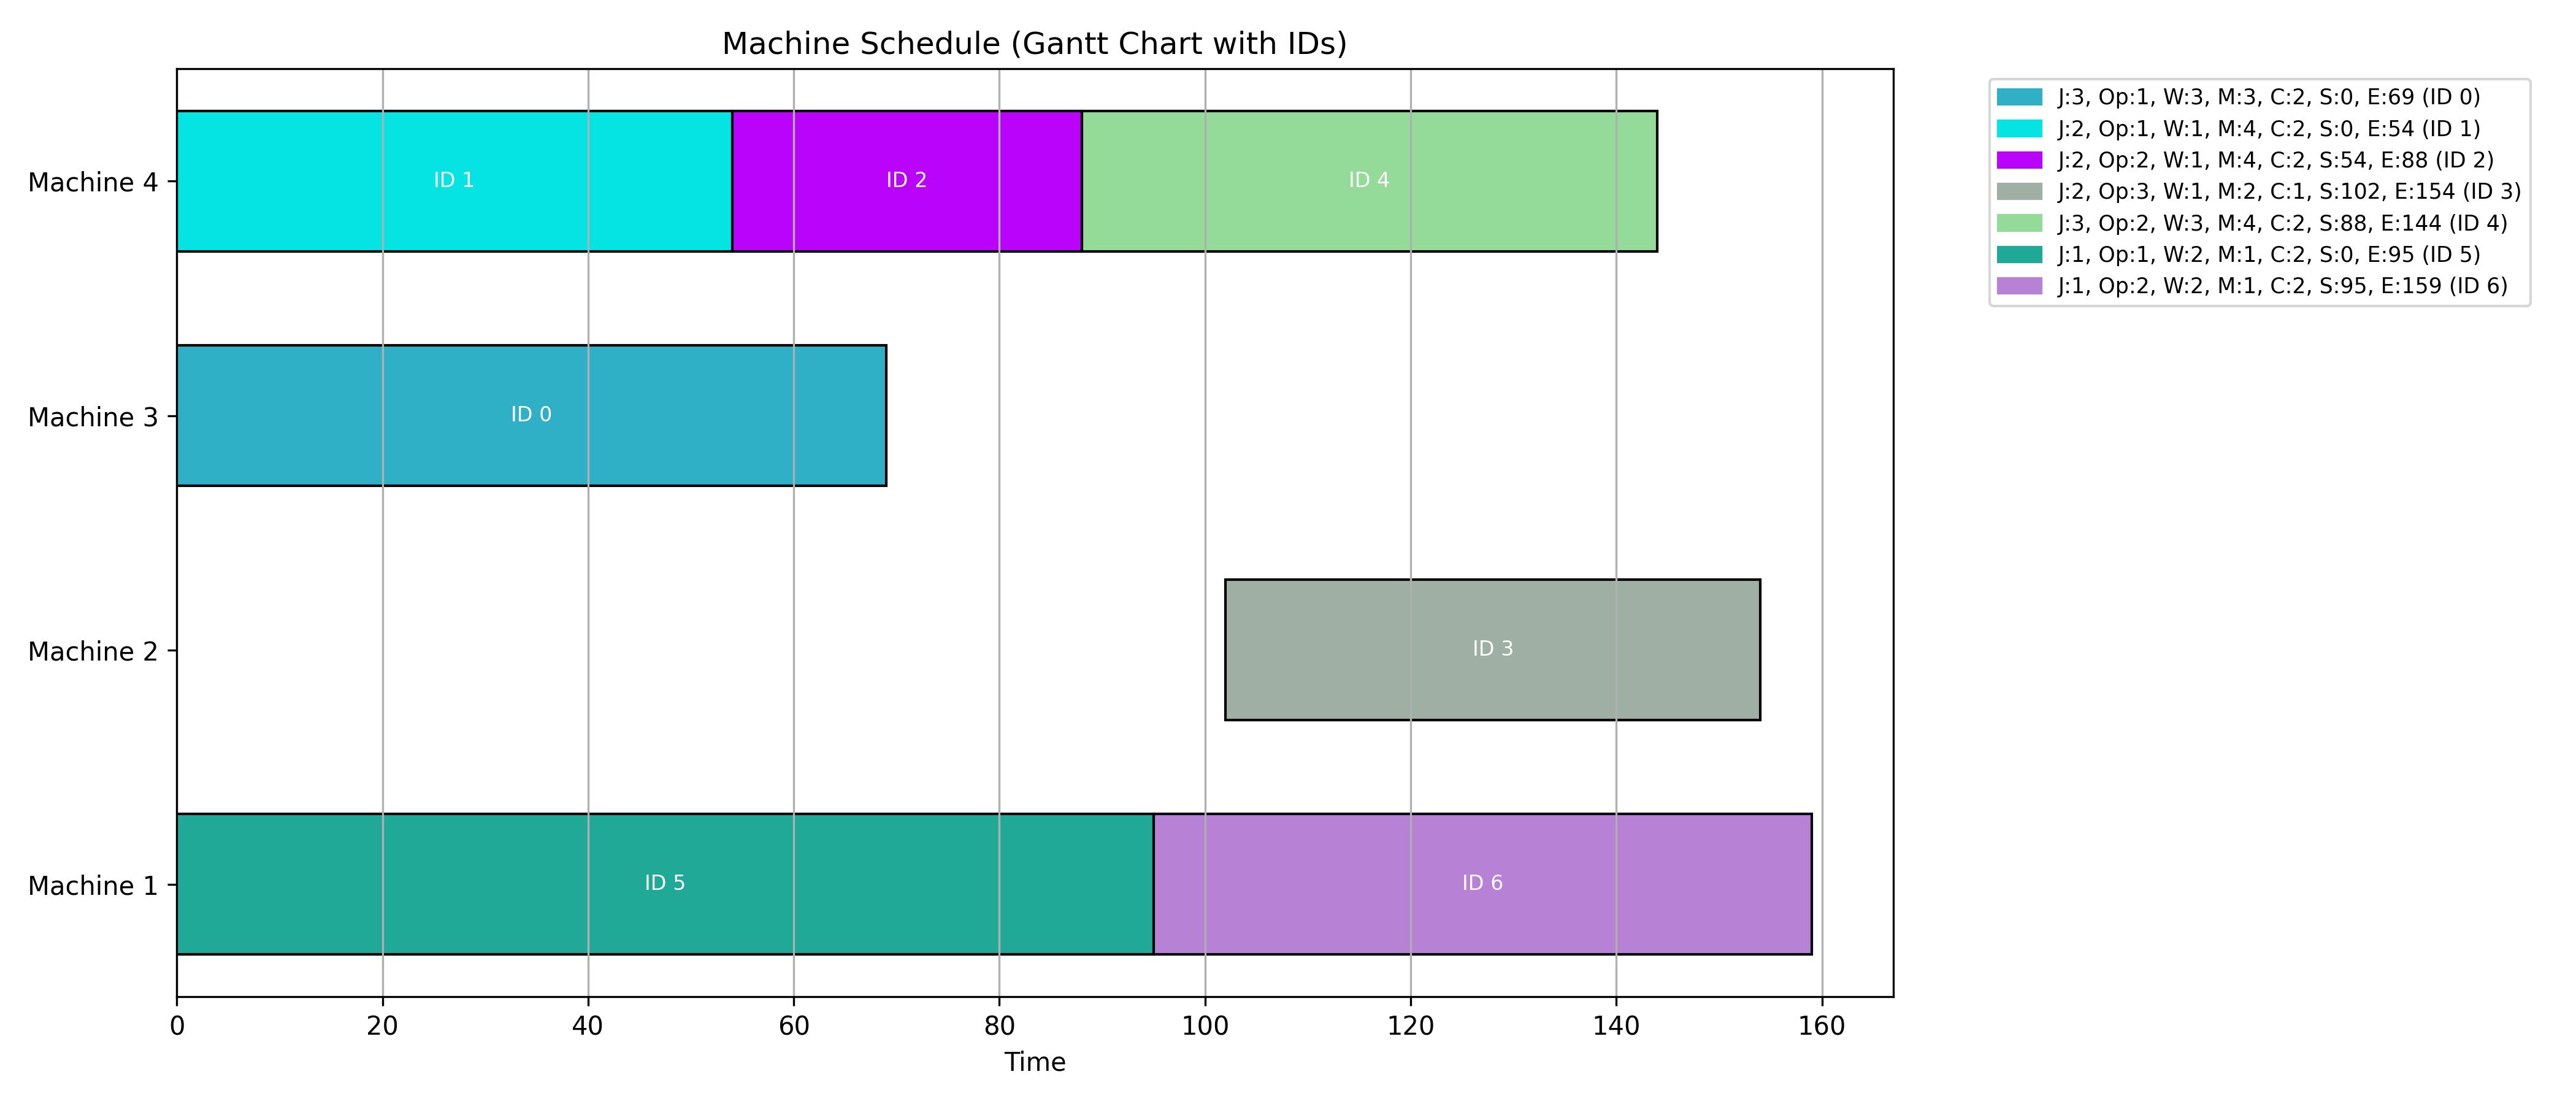 Machine Schedule (Gantt Chart with IDs)
J:3, Op:1, W:3, M:3, C:2, S:0, E:69 (ID 0)
J:2, Op:1, W:1, M:4, C:2, S:0, E:54 (ID 1)
J:2, Op:2, W:1, M:4, C:2, S:54, E:88 (ID 2)
J:2, Op:3, W:1, M:2, C:1, S:102, E:154 (ID 3)
J:3, Op:2, W:3, M:4, C:2, S:88, E:144 (ID 4)
J:1, Op:1, W:2, M:1, C:2, S:0, E:95 (ID 5)
J:1, Op:2, W:2, M:1, C:2, S:95, E:159 (ID 6)
Machine 4 ID 1 ID 2 ID 4
Machine 3 ID 0
Machine 2 ID 3
Machine 1 ID 5 ID 6
0 20 40 60 80 100 120 140 160
Time